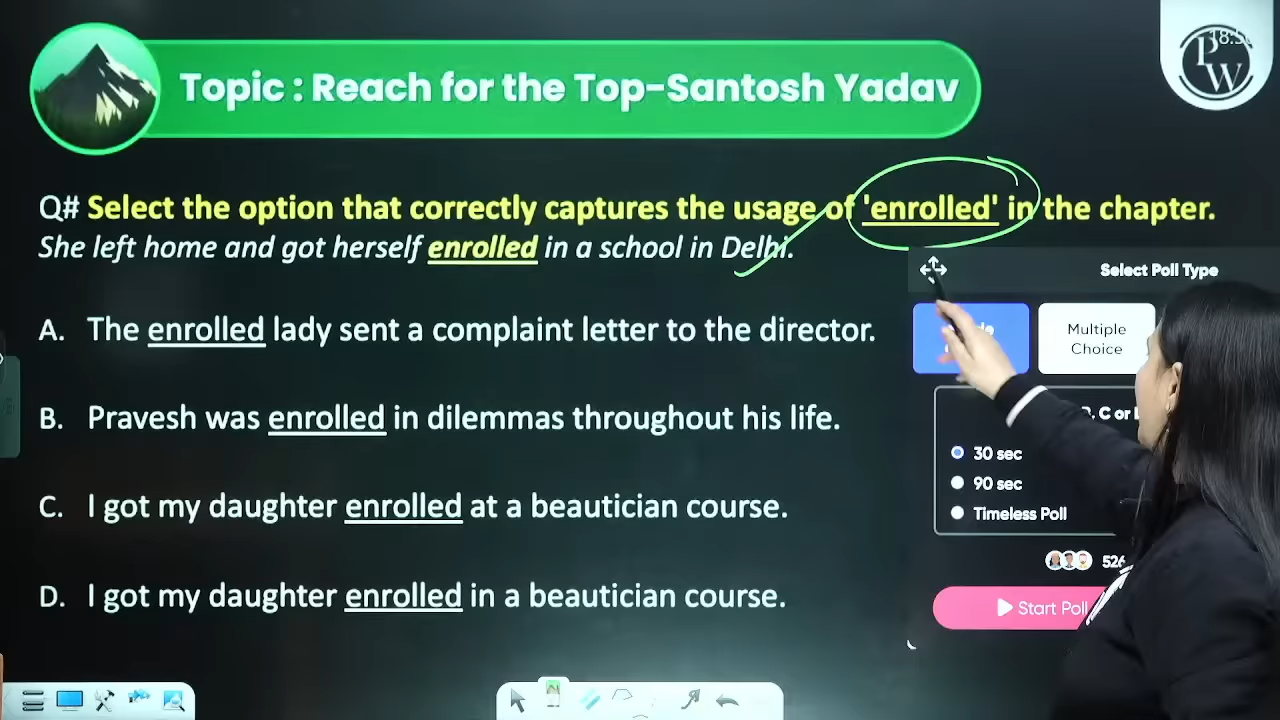 Topic : Reach for the Top-Santosh Yadav
PW
Q# Select the option that correctly captures the usage of 'enrolled' in the chapter.
She left home and got herself enrolled in a school in Delhi.
Select Poll Type
A. The enrolled lady sent a complaint letter to the director.
Multiple
Choice
B. Pravesh was enrolled in dilemmas throughout his life.
C or
30 sec
90 sec
C. I got my daughter enrolled at a beautician course.
Timeless Poll
D. I got my daughter enrolled in a beautician course.
Start Poll